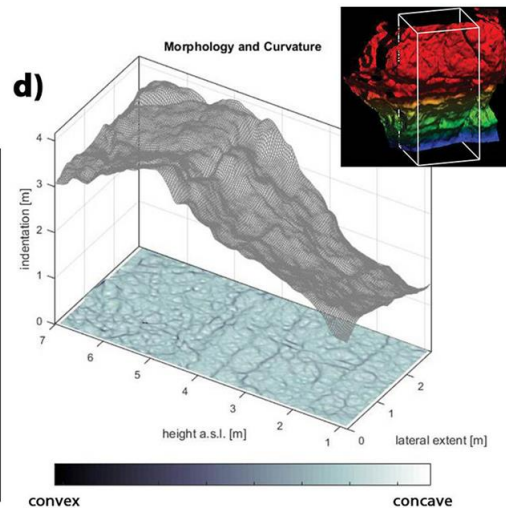 Morphology and Curvature
d)
4
3
2
1
0
indentation [m]
7
6
5
4
3
2
1
height a.s.l. [m]
0
1
2
lateral extent [m]
convex
concave